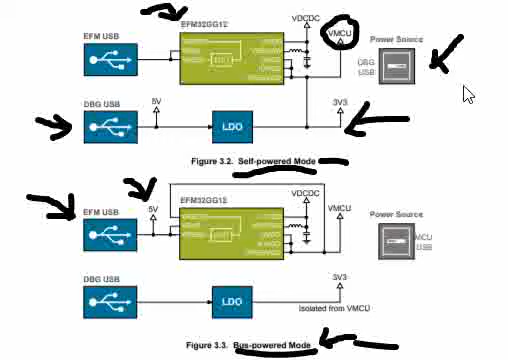 EFM32GG12
VDCDC
VMCU
Power Source
EFM USB
DBG
USB
DBG USB
5V
LDO
3V3
Figure 3.2. Self-powered Mode
EFM32GG12
EFM USB
5V
VDCDC
VMCU
Power Source
MCU
USB
DBG USB
LDO
3V3
Isolated from VMCU
Figure 3.3. Bus-powered Mode